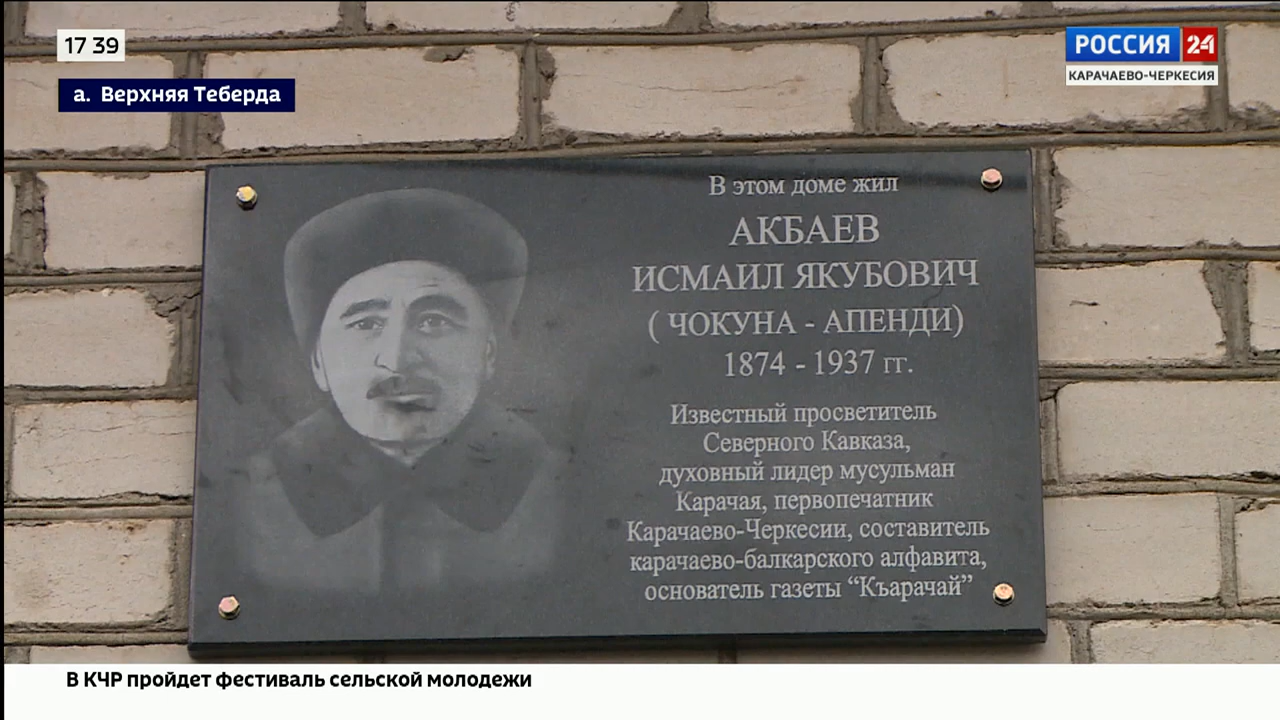 17 39
РОССИЯ 24
КАРАЧАЕВО-ЧЕРКЕСИЯ
а. Верхняя Теберда
В этом доме жил
АКБАЕВ
ИСМАИЛ ЯКУБОВИЧ
( ЧОКУНА - АПЕНДИ)
1874 - 1937 гг.
Известный просветитель
Северного Кавказа,
духовный лидер мусульман
Карачая, первопечатник
Карачаево-Черкесии, составитель
карачаево-балкарского алфавита,
основатель газеты “Къарачай”
В КЧР пройдет фестиваль сельской молодежи